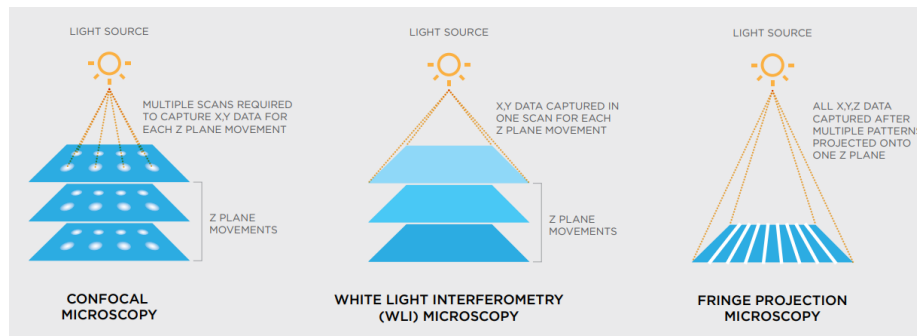 LIGHT SOURCE
MULTIPLE SCANS REQUIRED
TO CAPTURE X,Y DATA FOR
EACH Z PLANE MOVEMENT
Z PLANE
MOVEMENTS
CONFOCAL
MICROSCOPY
LIGHT SOURCE
X,Y DATA CAPTURED IN
ONE SCAN FOR EACH
Z PLANE MOVEMENT
Z PLANE
MOVEMENTS
WHITE LIGHT INTERFEROMETRY
(WLI) MICROSCOPY
LIGHT SOURCE
ALL X,Y,Z DATA
CAPTURED AFTER
MULTIPLE PATTERNS
PROJECTED ONTO
ONE Z PLANE
FRINGE PROJECTION
MICROSCOPY